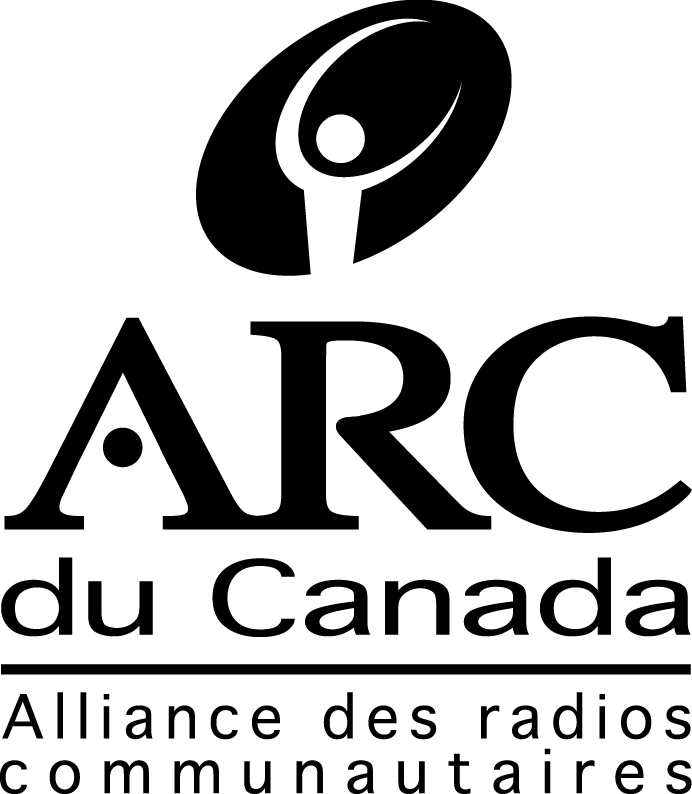 ARC
du Canada
Alliance des radios
communautaires